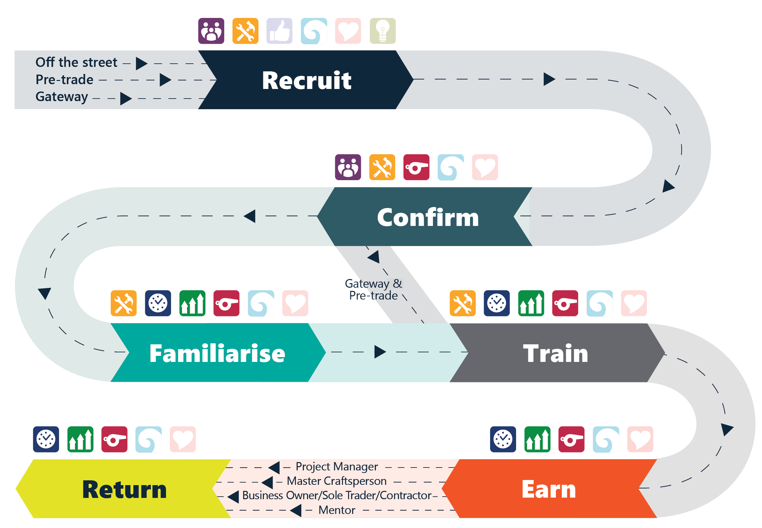 Off the street
Pre-trade
Gateway
Recruit
Confirm
Gateway &
Pre-trade
Familiarise
Train
Return
Project Manager
Master Craftsperson
Business Owner/Sole Trader/Contractor
Mentor
Earn